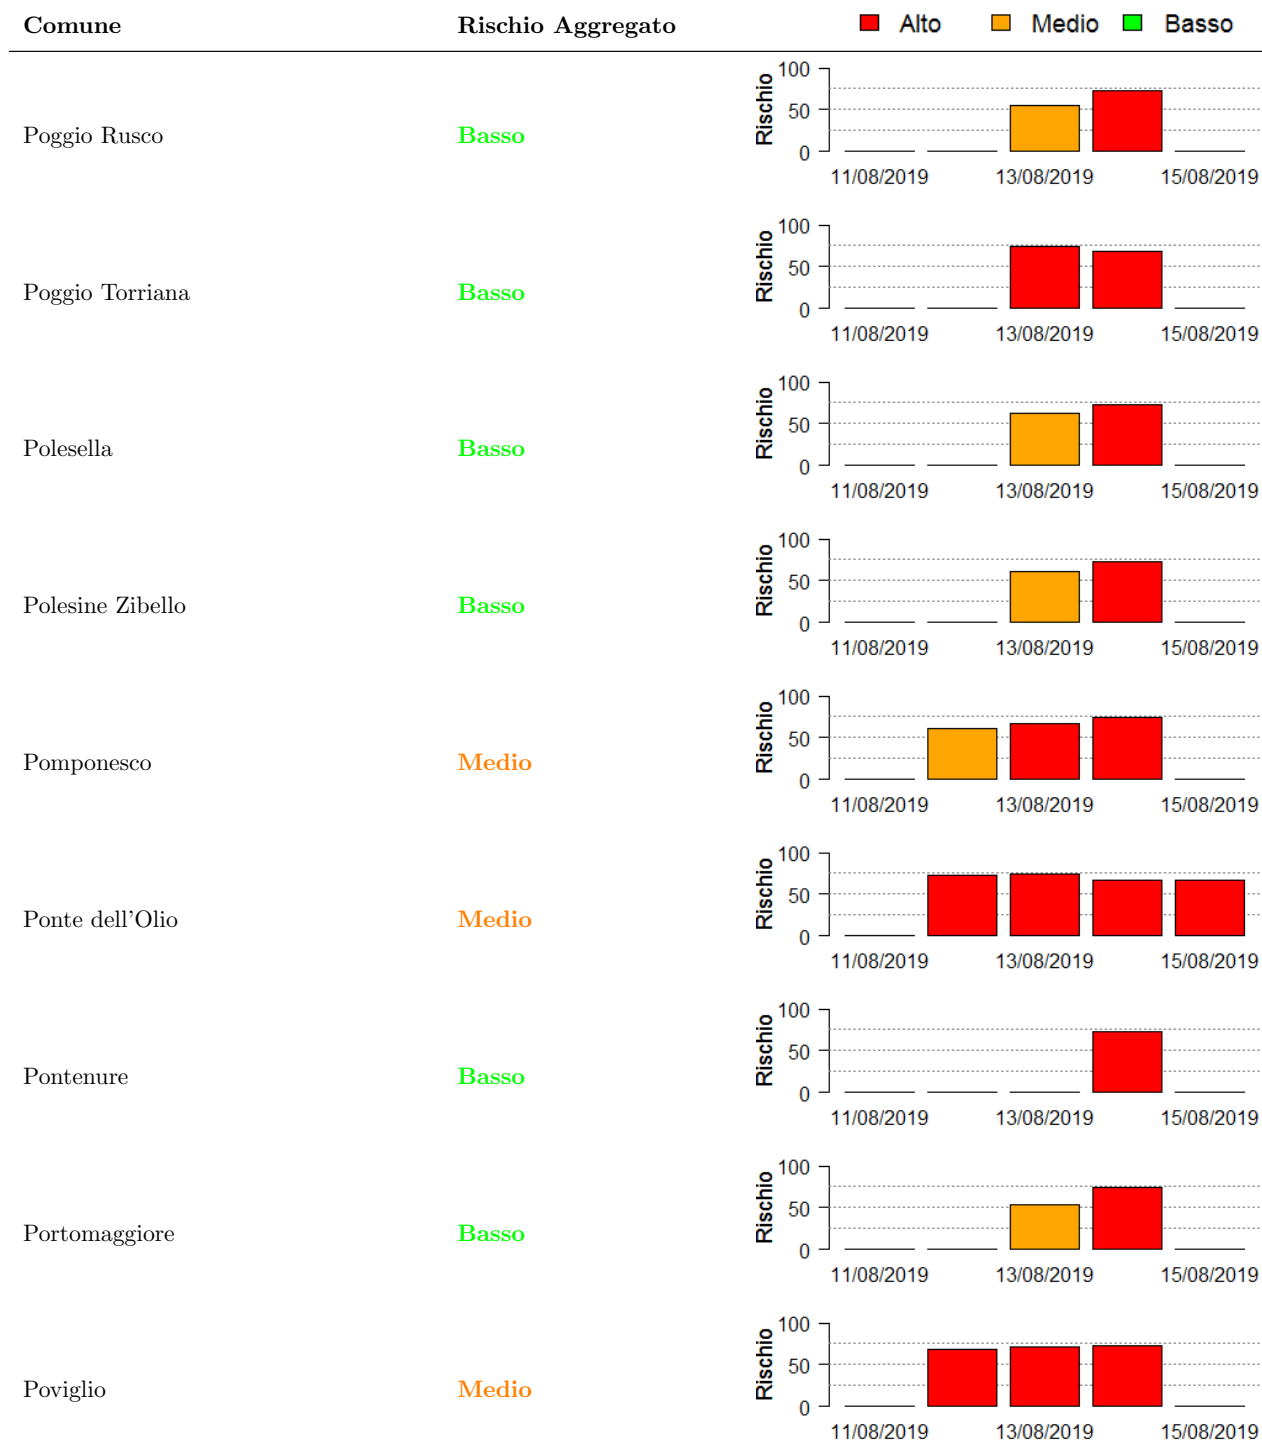 Comune Rischio Aggregato Alto Medio Basso
Poggio Rusco Basso Rischio 100 50 0
11/08/2019 13/08/2019 15/08/2019
Poggio Torriana Basso Rischio 100 50 0
11/08/2019 13/08/2019 15/08/2019
Polesella Basso Rischio 100 50 0
11/08/2019 13/08/2019 15/08/2019
Polesine Zibello Basso Rischio 100 50 0
11/08/2019 13/08/2019 15/08/2019
Pomponesco Medio Rischio 100 50 0
11/08/2019 13/08/2019 15/08/2019
Ponte dell'Olio Medio Rischio 100 50 0
11/08/2019 13/08/2019 15/08/2019
Pontenure Basso Rischio 100 50 0
11/08/2019 13/08/2019 15/08/2019
Portomaggiore Basso Rischio 100 50 0
11/08/2019 13/08/2019 15/08/2019
Poviglio Medio Rischio 100 50 0
11/08/2019 13/08/2019 15/08/2019